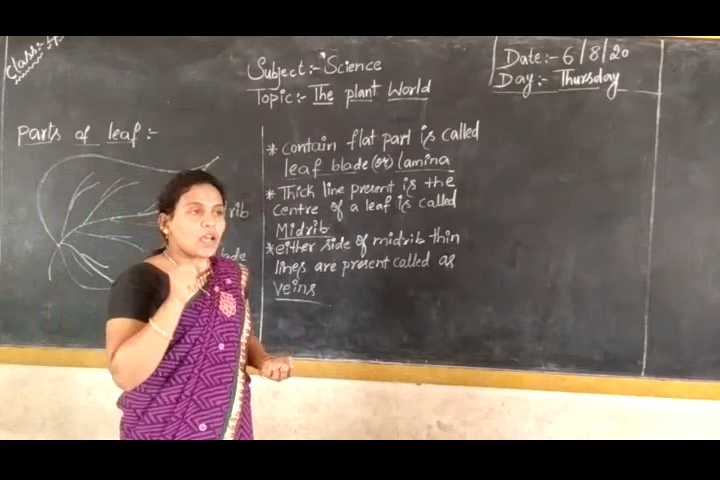 Class:- 4
Subject:- Science
Topic:- The plant World
Date:- 6/8/20
Day:- Thursday
Parts of leaf:-
* contain flat part is called
leaf blade (or) lamina
* Thick line present is the
Centre of a leaf is called
Midrib
* either side of midrib thin
lines are present called as
veins